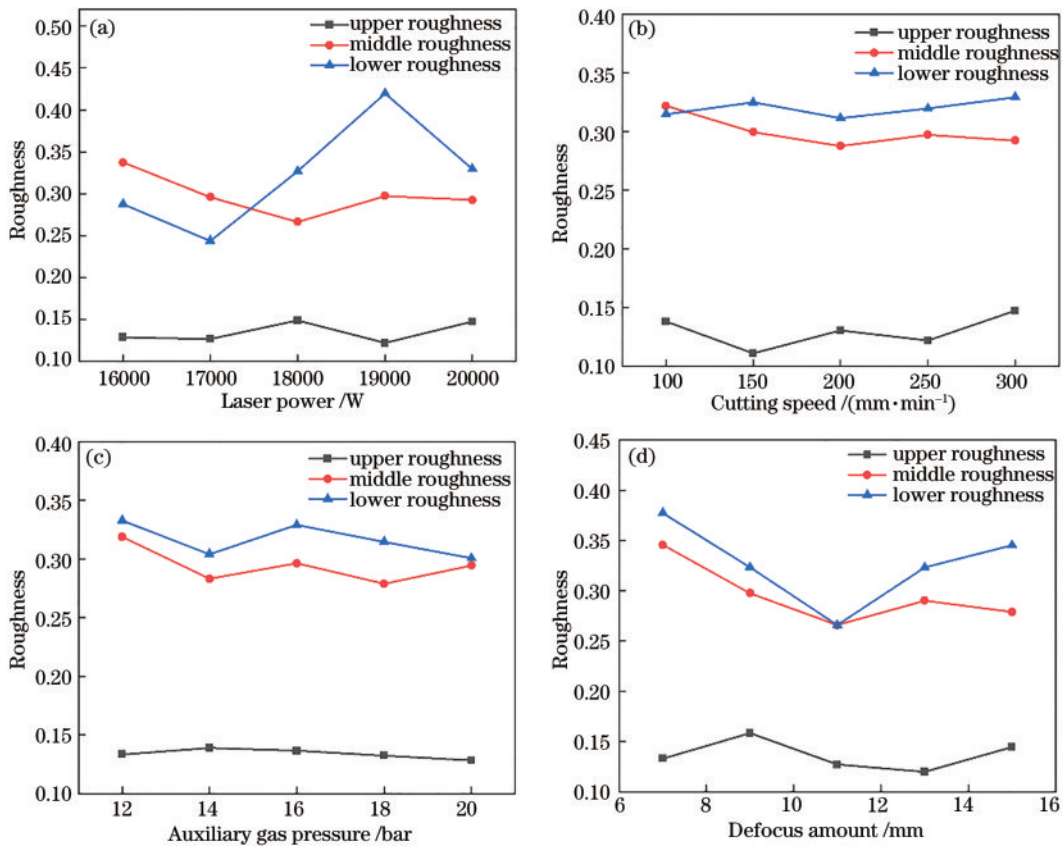 (a)
upper roughness
middle roughness
lower roughness
0.50
0.45
0.40
0.35
0.30
0.25
0.20
0.15
0.10
Roughness
16000 17000 18000 19000 20000
Laser power /W
(b)
upper roughness
middle roughness
lower roughness
0.40
0.35
0.30
0.25
0.20
0.15
0.10
Roughness
100 150 200 250 300
Cutting speed /(mm·min⁻¹)
(c)
upper roughness
middle roughness
lower roughness
0.40
0.35
0.30
0.25
0.20
0.15
0.10
Roughness
12 14 16 18 20
Auxiliary gas pressure /bar
(d)
upper roughness
middle roughness
lower roughness
0.45
0.40
0.35
0.30
0.25
0.20
0.15
0.10
Roughness
6 8 10 12 14 16
Defocus amount /mm